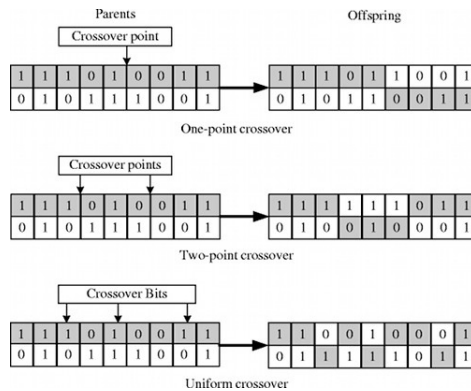 Parents Offspring
Crossover point
1 1 1 0 1 0 0 1 1 1 1 1 0 1 1 0 0 1
0 1 0 1 1 1 0 0 1 0 1 0 1 1 0 0 1 1
One-point crossover
Crossover points
1 1 1 0 1 0 0 1 1 1 1 1 1 1 1 0 1 1
0 1 0 1 1 1 0 0 1 0 1 0 0 1 0 0 0 1
Two-point crossover
Crossover Bits
1 1 1 0 1 0 0 1 1 1 1 0 0 1 0 0 0 1
0 1 0 1 1 1 0 0 1 0 1 1 1 1 1 0 1 1
Uniform crossover